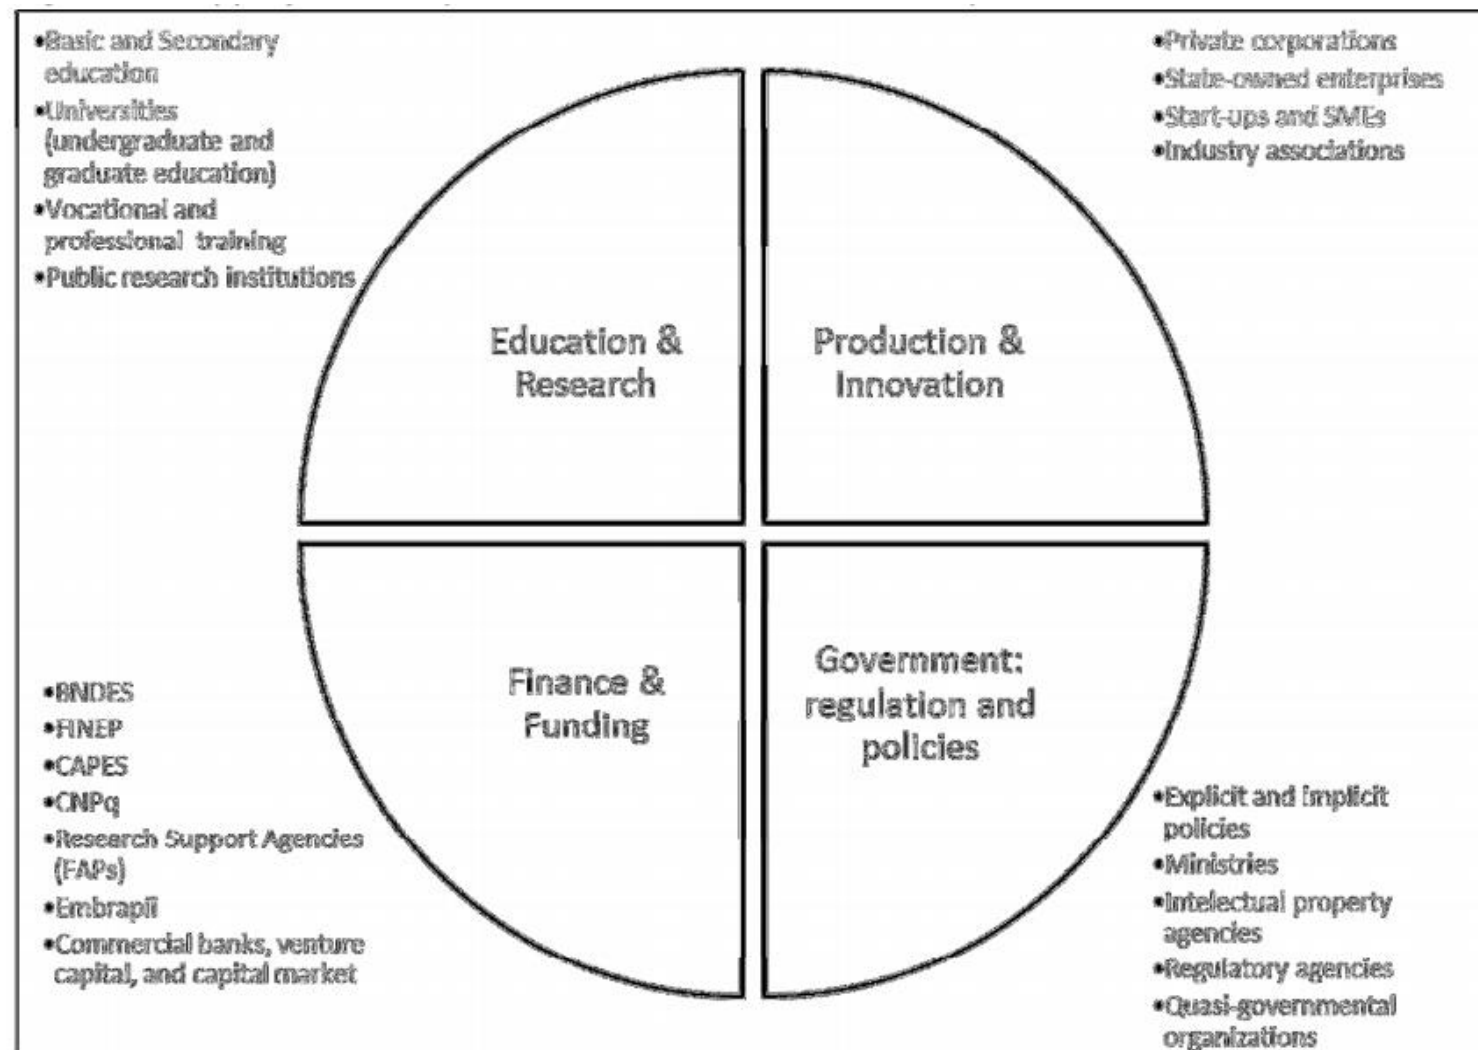 •Basic and Secondary
education
•Universities
(undergraduate and
graduate education)
•Vocational and
professional training
•Public research institutions
•Private corporations
•State-owned enterprises
•Start-ups and SMEs
•Industry associations
Education &
Research
Production &
Innovation
Finance &
Funding
Government:
regulation and
policies
•BNDES
•FINEP
•CAPES
•CNPq
•Research Support Agencies
(FAPs)
•Embrapii
•Commercial banks, venture
capital, and capital market
•Explicit and Implicit
policies
•Ministries
•Intelectual property
agencies
•Regulatory agencies
•Quasi-governmental
organizations